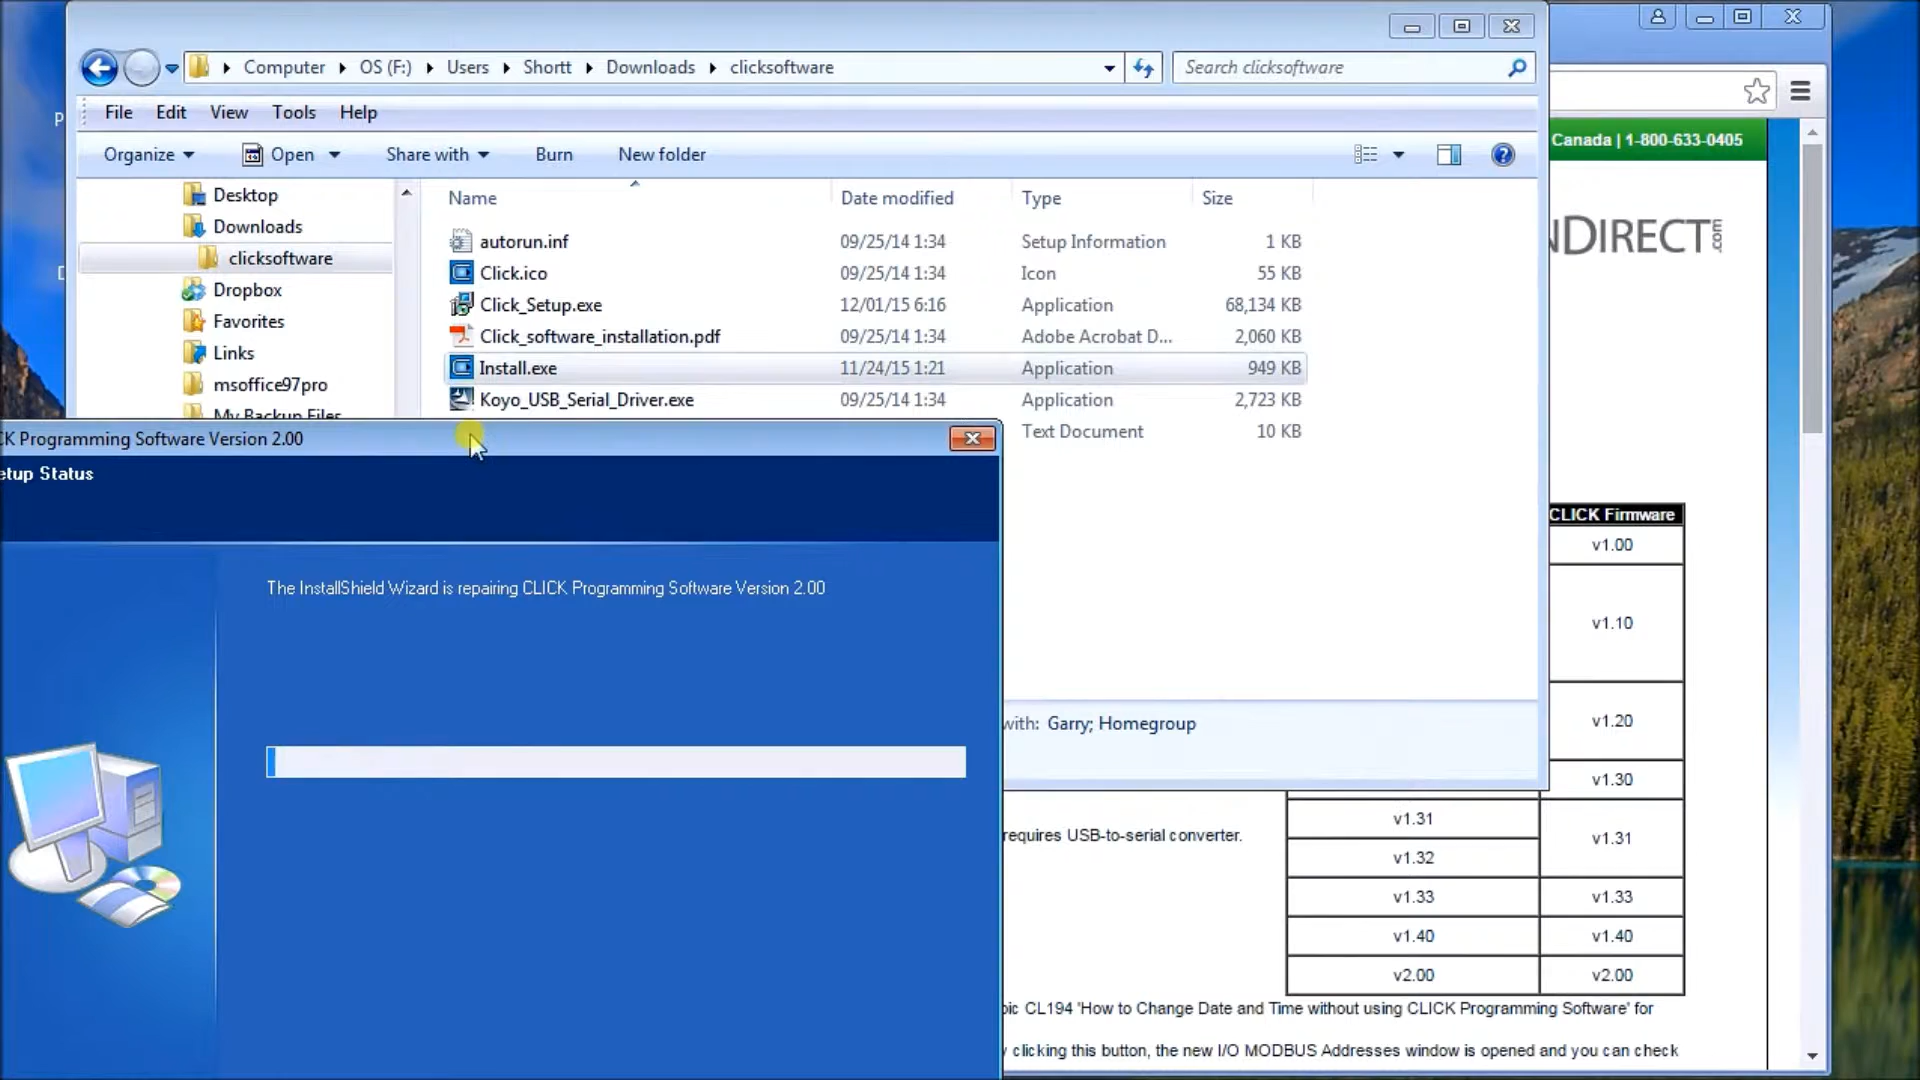 Computer OS (F:) Users Shortt Downloads clicksoftware
Search clicksoftware
File Edit View Tools Help
Organize Open Share with Burn New folder
Canada | 1-800-633-0405
Desktop
Downloads
clicksoftware
Dropbox
Favorites
Links
msoffice97pro
My Backup Files
Name Date modified Type Size
autorun.inf 09/25/14 1:34 Setup Information 1 KB
Click.ico 09/25/14 1:34 Icon 55 KB
Click_Setup.exe 12/01/15 6:16 Application 68,134 KB
Click_software_installation.pdf 09/25/14 1:34 Adobe Acrobat D... 2,060 KB
Install.exe 11/24/15 1:21 Application 949 KB
Koyo_USB_Serial_Driver.exe 09/25/14 1:34 Application 2,723 KB
Text Document 10 KB
NDIRECT.com
CK Programming Software Version 2.00
etup Status
The InstallShield Wizard is repairing CLICK Programming Software Version 2.00
with: Garry; Homegroup
CLICK Firmware
v1.00
v1.10
v1.20
v1.30
v1.31 v1.31
v1.32
v1.33 v1.33
v1.40 v1.40
v2.00 v2.00
requires USB-to-serial converter.
pic CL194 'How to Change Date and Time without using CLICK Programming Software' for
y clicking this button, the new I/O MODBUS Addresses window is opened and you can check